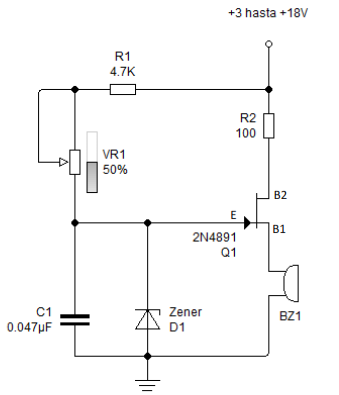 +3 hasta +18V
R1
4.7K
R2
100
VR1
50%
B2
E
B1
2N4891
Q1
C1
0.047µF
Zener
D1
BZ1